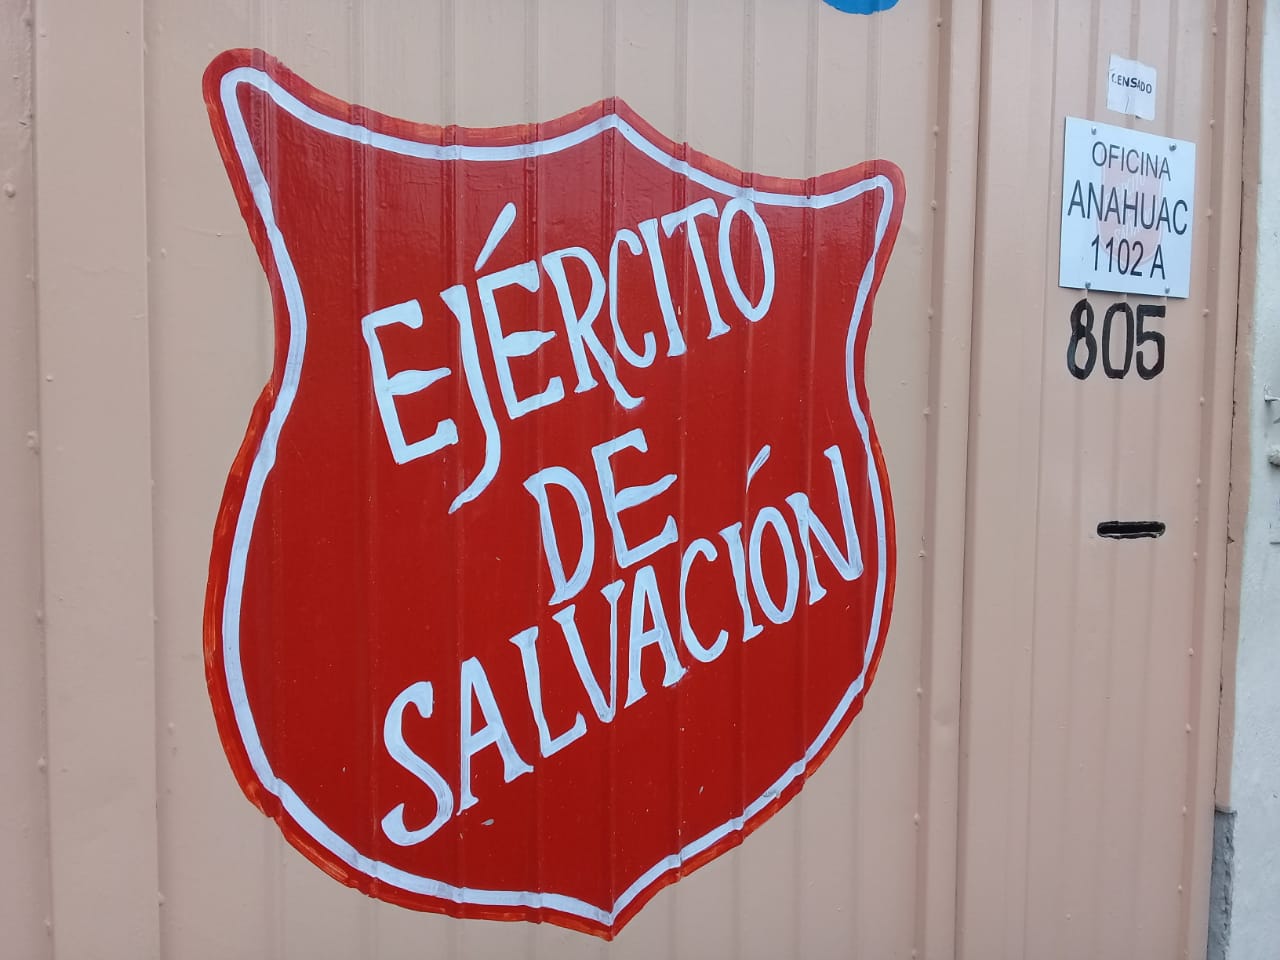 EJÉRCITO
DE
SALVACIÓN
CENSADO
OFICINA
ANAHUAC
1102 A
805